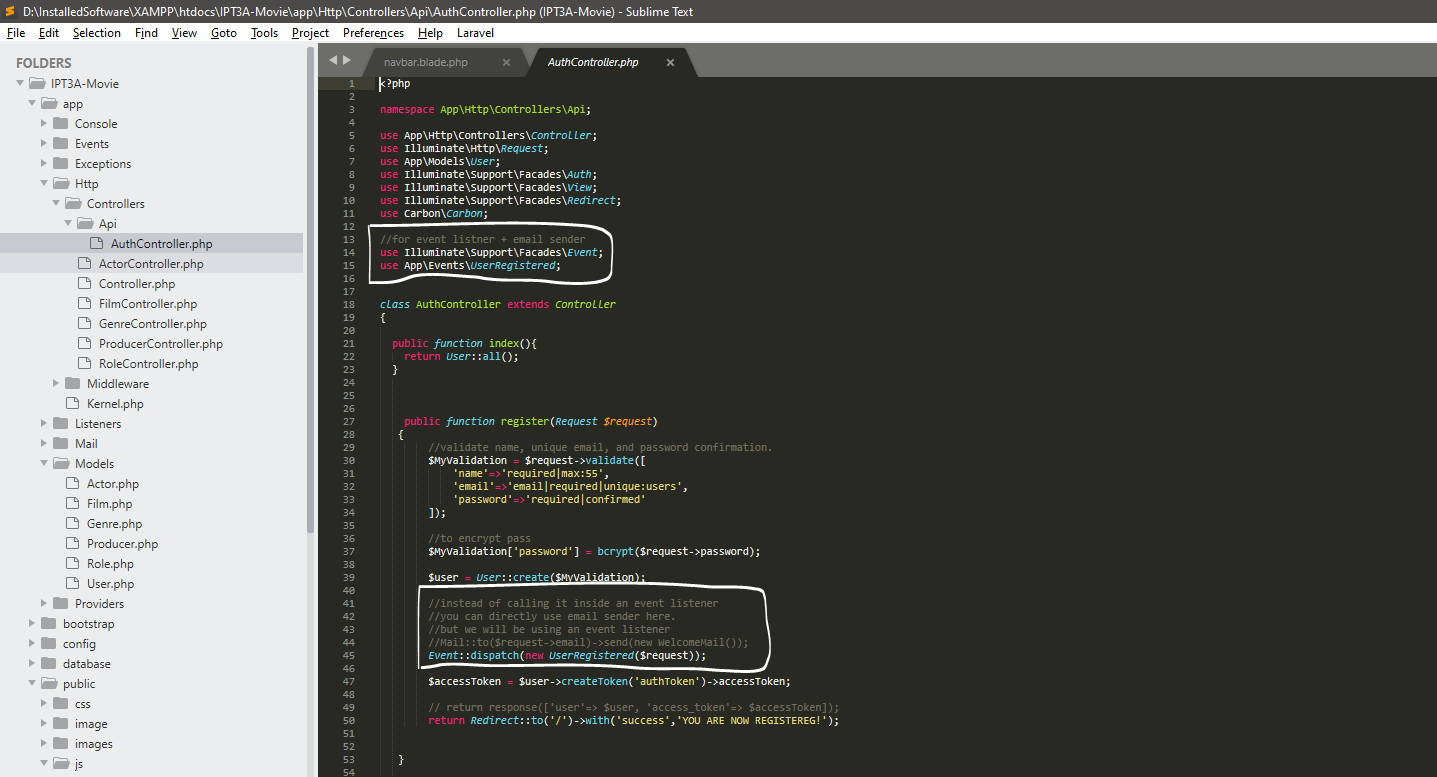 D:\InstalledSoftware\XAMPP\htdocs\IPT3A-Movie\app\Http\Controllers\Api\AuthController.php (IPT3A-Movie) - Sublime Text
File Edit Selection Find View Goto Tools Project Preferences Help Laravel
FOLDERS
IPT3A-Movie
app
Console
Events
Exceptions
Http
Controllers
Api
AuthController.php
ActorController.php
Controller.php
FilmController.php
GenreController.php
ProducerController.php
RoleController.php
Middleware
Kernel.php
Listeners
Mail
Models
Actor.php
Film.php
Genre.php
Producer.php
Role.php
User.php
Providers
bootstrap
config
database
public
css
image
images
js
navbar.blade.php AuthController.php
1 <?php
2
3 namespace App\Http\Controllers\Api;
4
5 use App\Http\Controllers\Controller;
6 use Illuminate\Http\Request;
7 use App\Models\User;
8 use Illuminate\Support\Facades\Auth;
9 use Illuminate\Support\Facades\View;
10 use Illuminate\Support\Facades\Redirect;
11 use Carbon\Carbon;
12
13 //for event listner + email sender
14 use Illuminate\Support\Facades\Event;
15 use App\Events\UserRegistered;
16
17
18 class AuthController extends Controller
19 {
20
21 public function index(){
22 return User::all();
23 }
24
25
26
27 public function register(Request $request)
28 {
29 //validate name, unique email, and password confirmation.
30 $MyValidation = $request->validate([
31 'name'=>'required|max:55',
32 'email'=>'email|required|unique:users',
33 'password'=>'required|confirmed'
34 ]);
35
36 //to encrypt pass
37 $MyValidation['password'] = bcrypt($request->password);
38
39 $user = User::create($MyValidation);
40
41 //instead of calling it inside an event listener
42 //you can directly use email sender here.
43 //but we will be using an event listener
44 //Mail::to($request->email)->send(new WelcomeMail());
45 Event::dispatch(new UserRegistered($request));
46
47 $accessToken = $user->createToken('authToken')->accessToken;
48
49 // return response(['user'=> $user, 'access_token'=> $accessToken]);
50 return Redirect::to('/')->with('success','YOU ARE NOW REGISTEREG!');
51
52
53 }
54